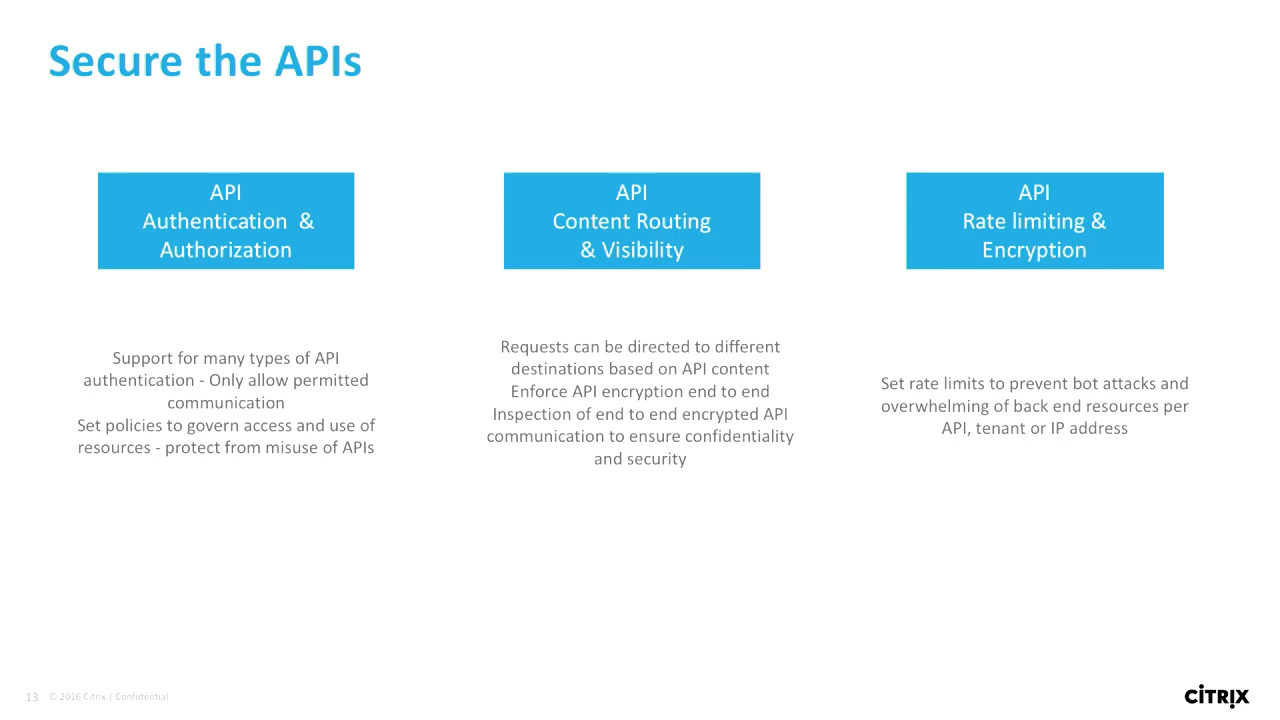 Secure the APIs
API
Authentication  &
Authorization
API
Content Routing
& Visibility
API
Rate limiting &
Encryption
Support for many types of API
authentication - Only allow permitted
communication
Set policies to govern access and use of
resources - protect from misuse of APIs
Requests can be directed to different
destinations based on API content
Enforce API encryption end to end
Inspection of end to end encrypted API
communication to ensure confidentiality
and security
Set rate limits to prevent bot attacks and
overwhelming of back end resources per
API, tenant or IP address
13 © 2016 Citrix | Confidential
CITRIX